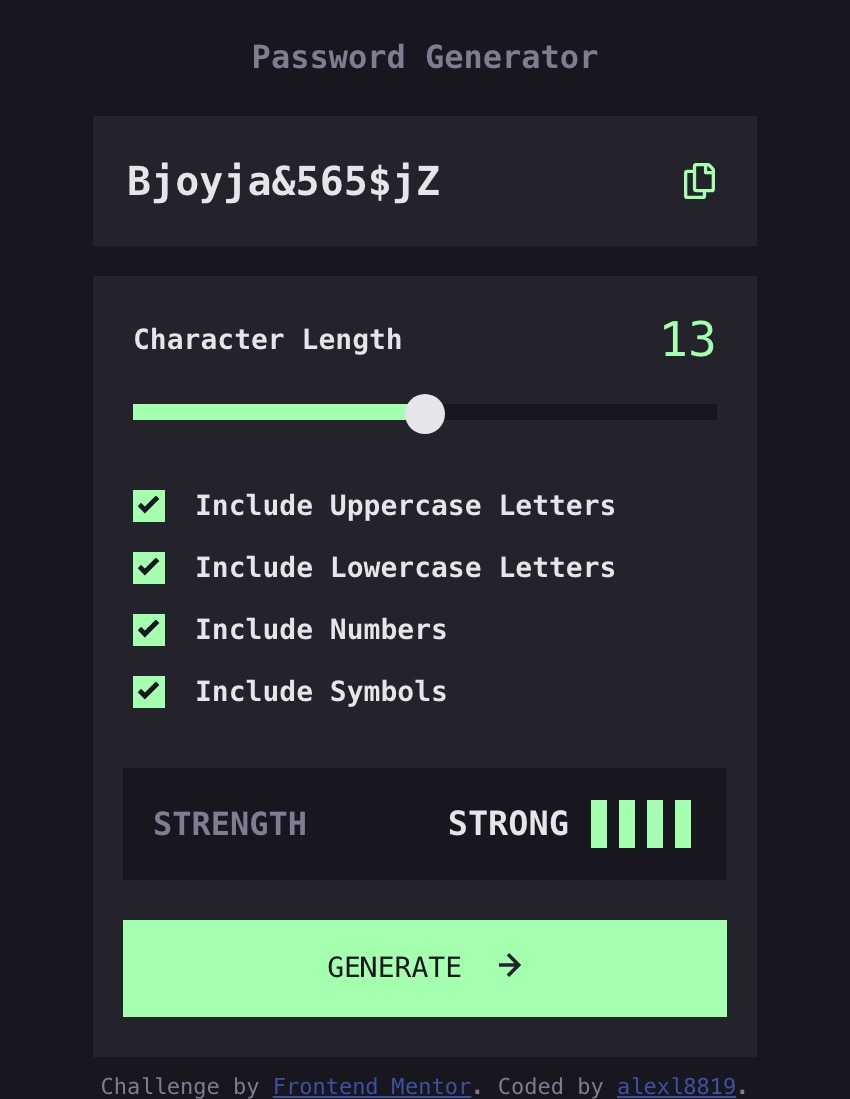 Password Generator
Bjoyja&565$jZ
Character Length 13
Include Uppercase Letters
Include Lowercase Letters
Include Numbers
Include Symbols
STRENGTH STRONG
GENERATE →
Challenge by Frontend Mentor. Coded by alexl8819.